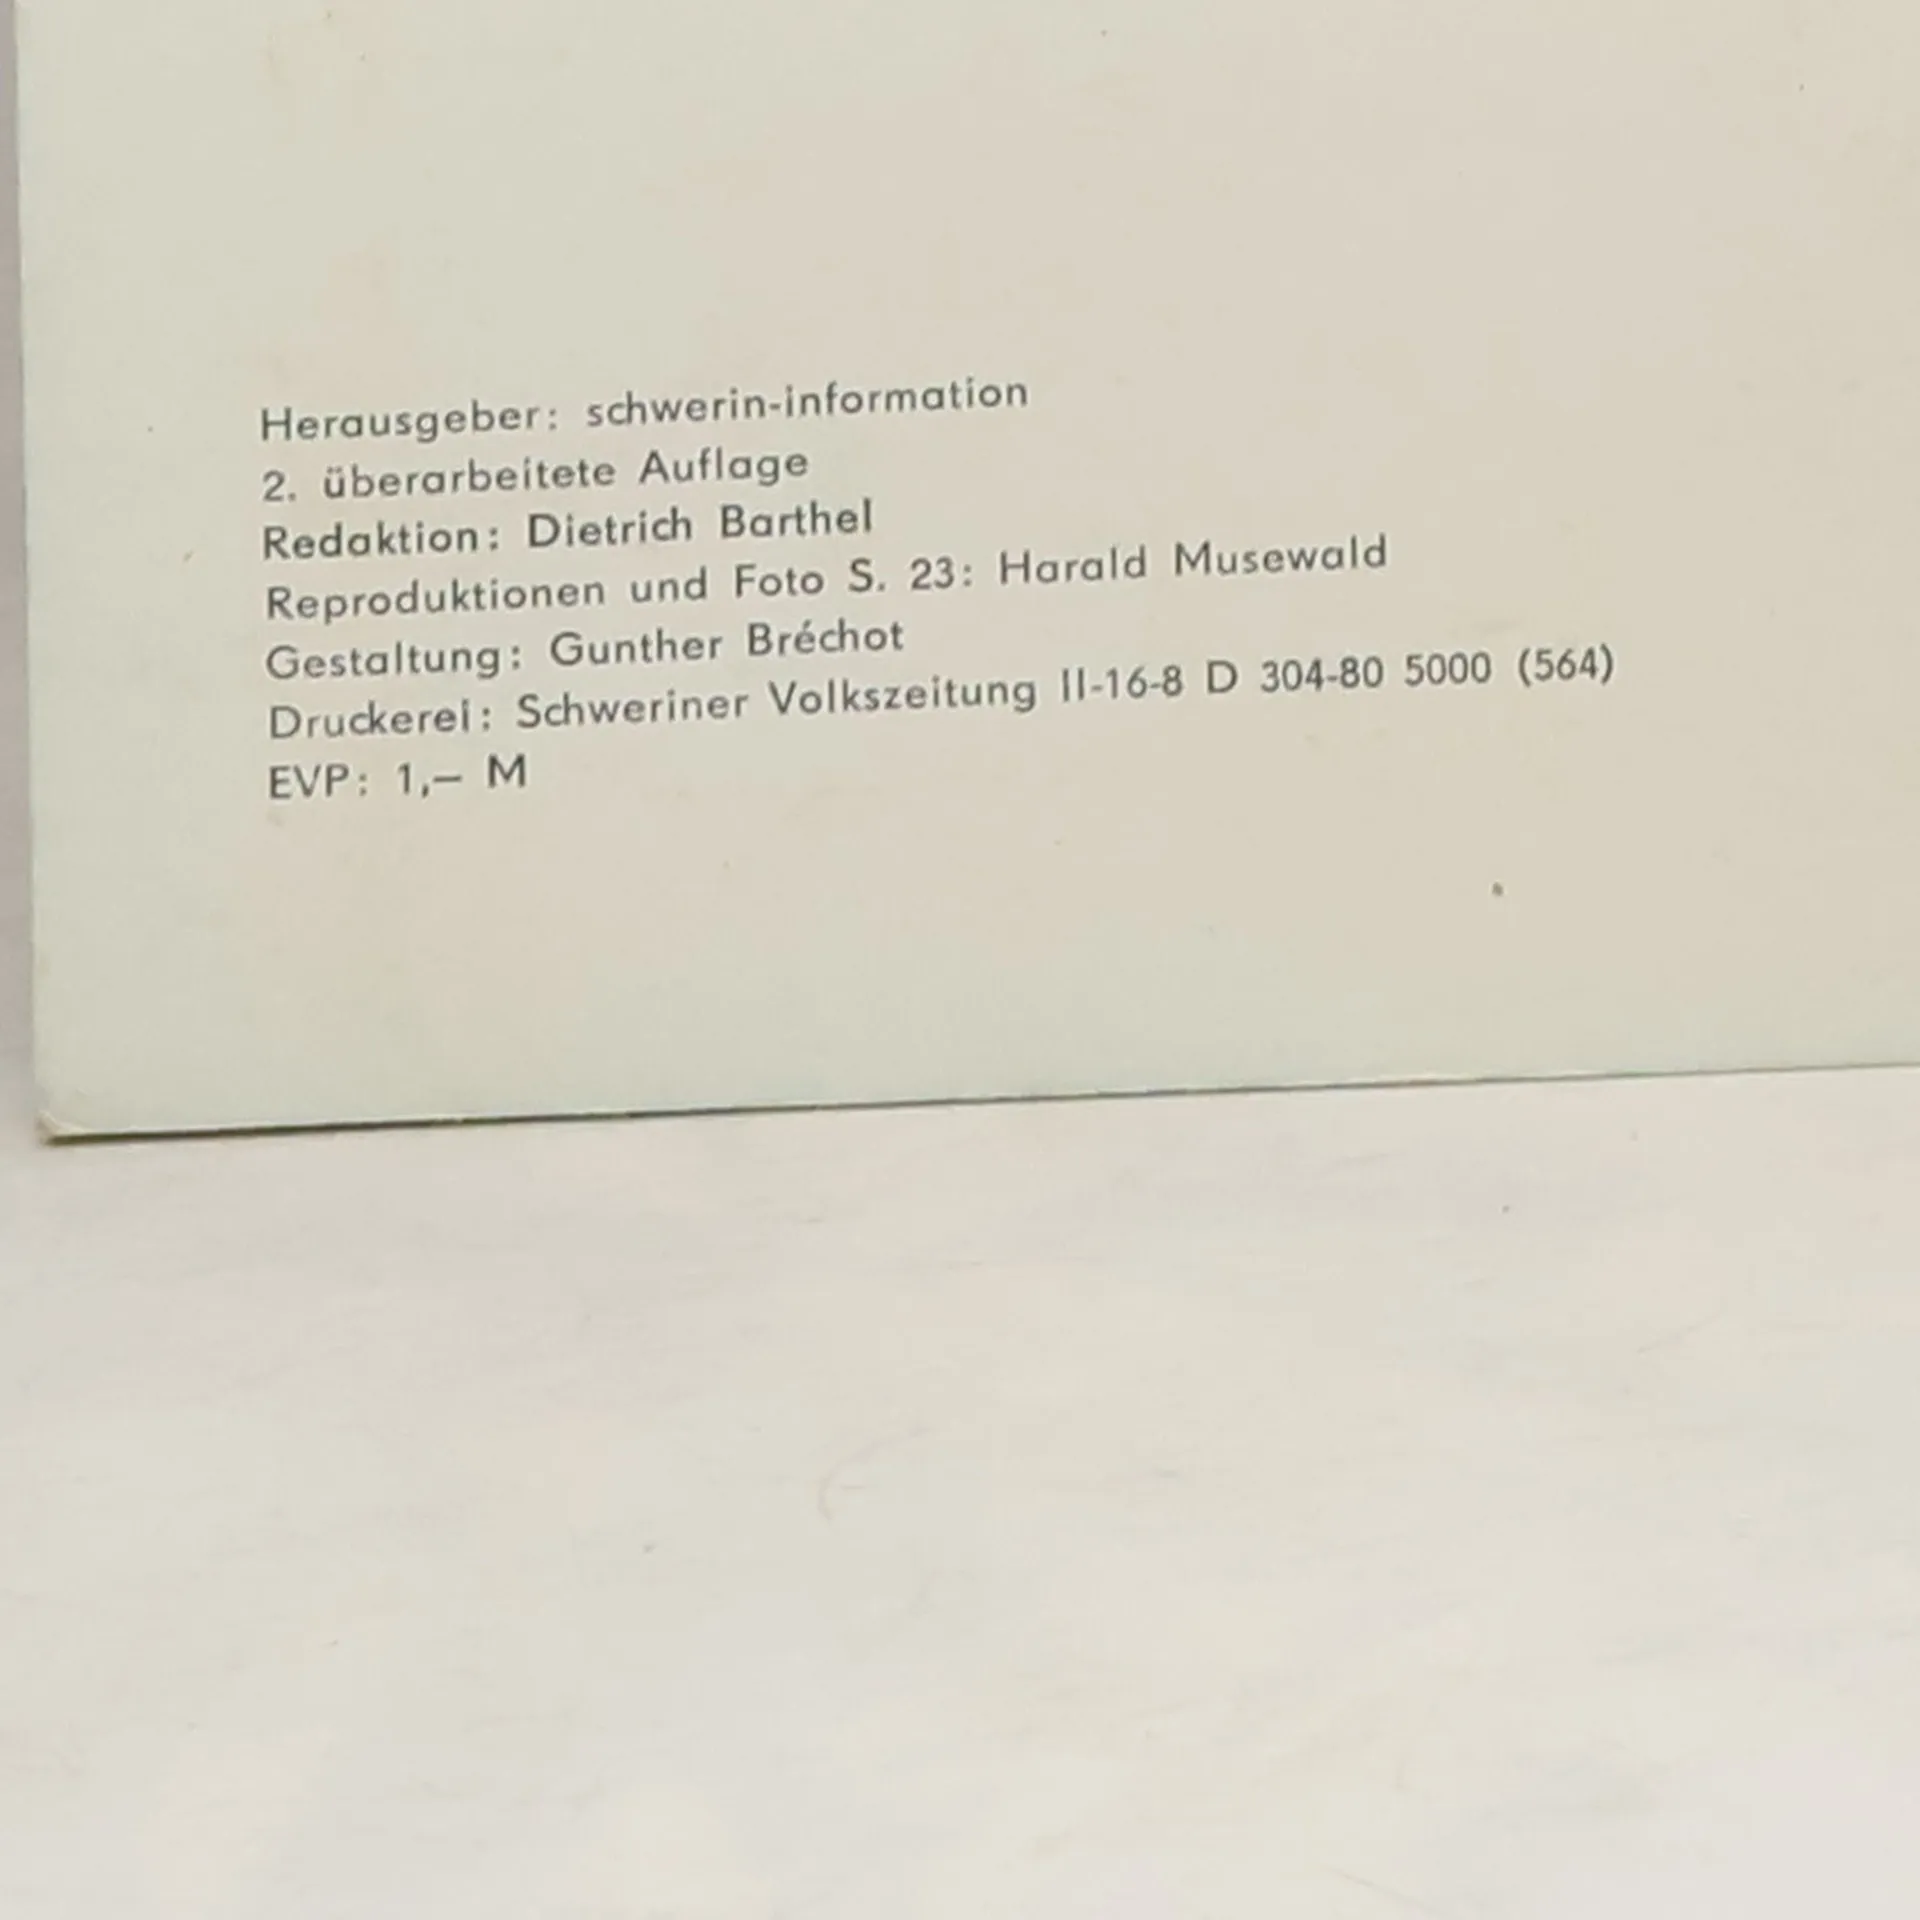 Herausgeber: schwerin-information
2. überarbeitete Auflage
Redaktion: Dietrich Barthel
Reproduktionen und Foto S. 23: Harald Musewald
Gestaltung: Gunther Bréchot
Druckerei: Schweriner Volkszeitung II-16-8 D 304-80 5000 (564)
EVP: 1,– M